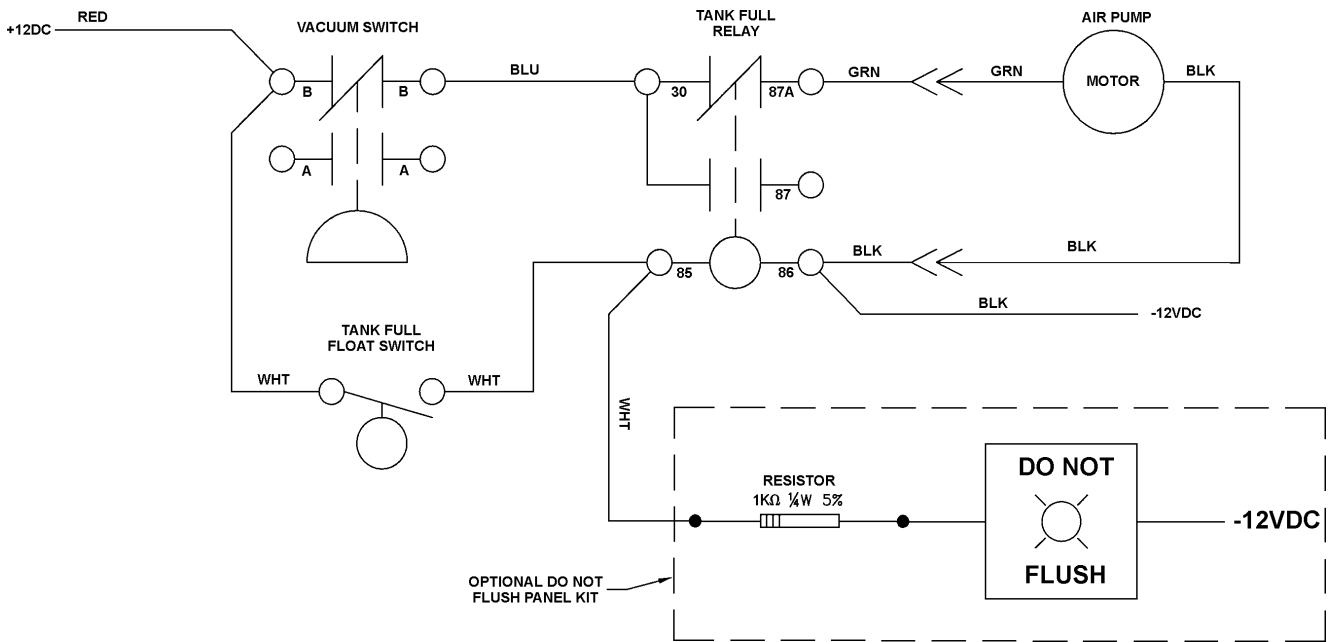 +12DC
RED
VACUUM SWITCH
B
B
A
A
BLU
TANK FULL
RELAY
30
87A
87
85
86
GRN
GRN
AIR PUMP
MOTOR
BLK
BLK
BLK
BLK
-12VDC
TANK FULL
FLOAT SWITCH
WHT
WHT
WHT
RESISTOR
1KΩ ¼W 5%
DO NOT
FLUSH
-12VDC
OPTIONAL DO NOT
FLUSH PANEL KIT